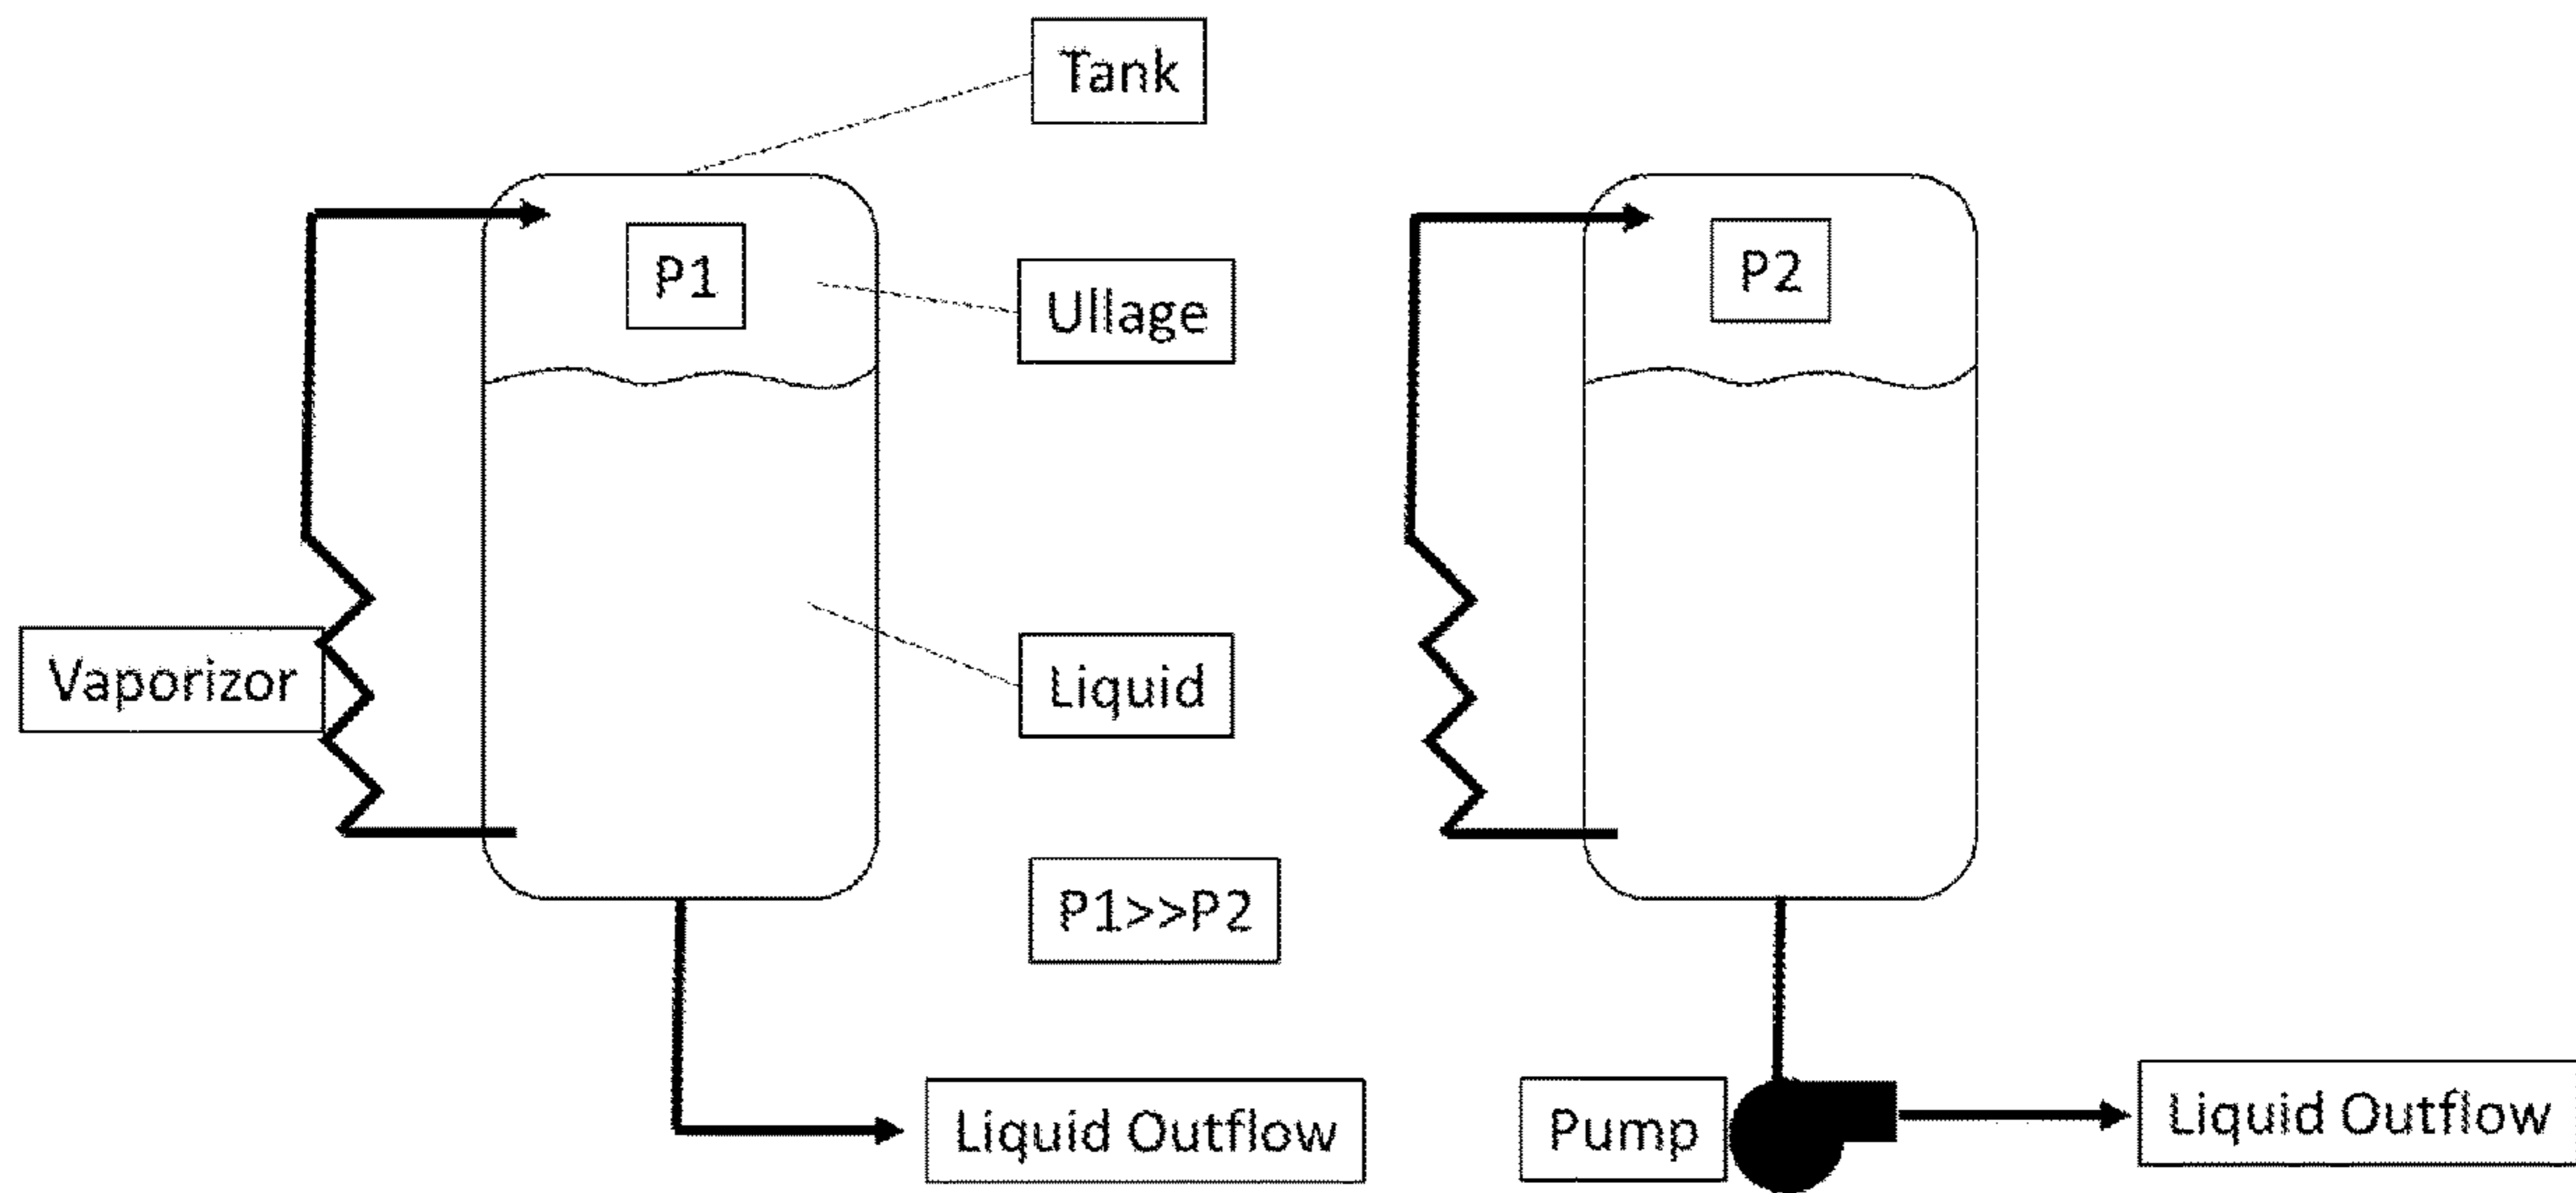 Tank
P1
Ullage
P2
Vaporizor
Liquid
P1>>P2
Liquid Outflow
Pump
Liquid Outflow